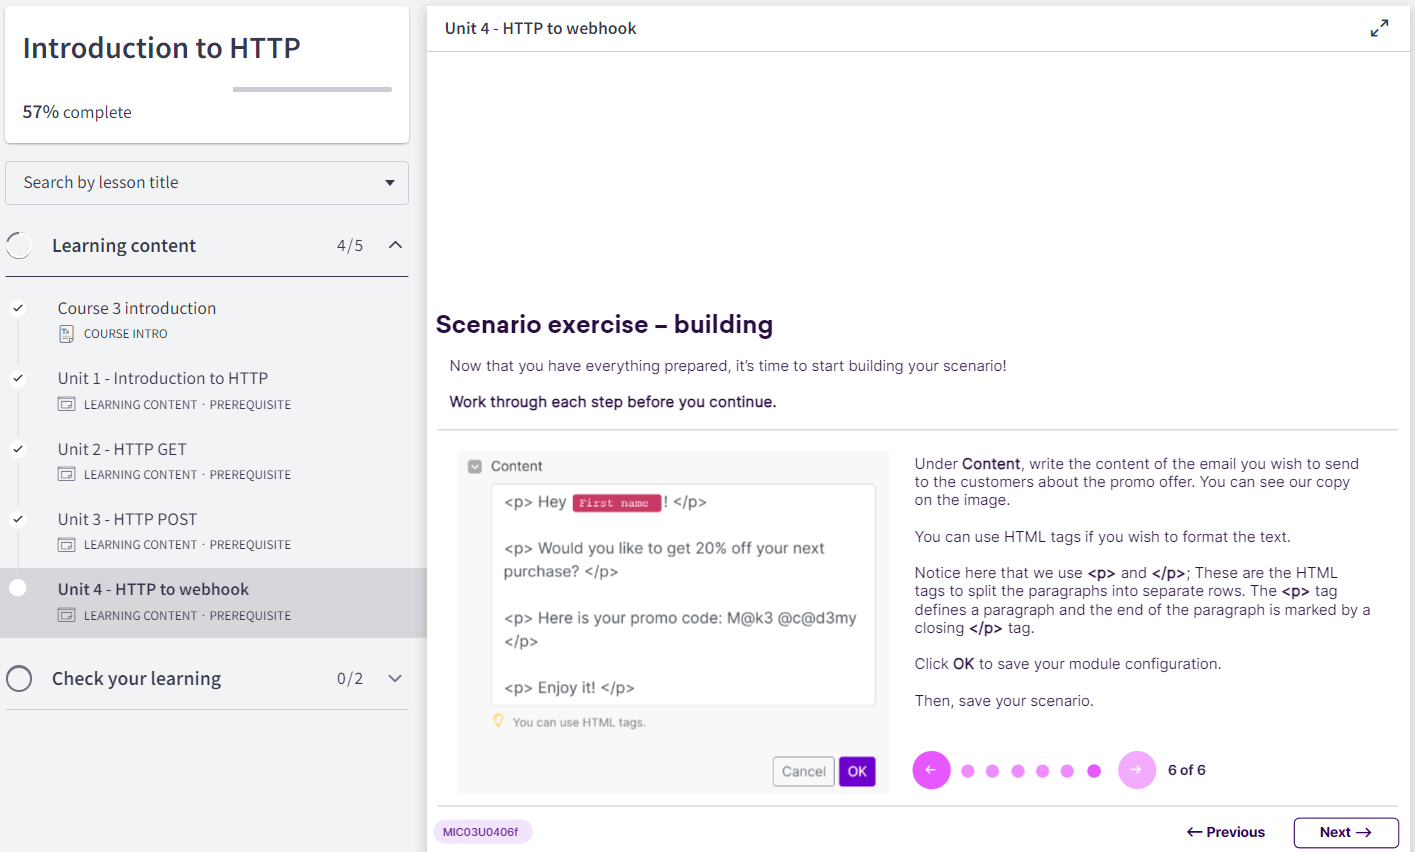 Introduction to HTTP
57% complete
Search by lesson title
Learning content 4/5
Course 3 introduction
COURSE INTRO
Unit 1 - Introduction to HTTP
LEARNING CONTENT · PREREQUISITE
Unit 2 - HTTP GET
LEARNING CONTENT · PREREQUISITE
Unit 3 - HTTP POST
LEARNING CONTENT · PREREQUISITE
Unit 4 - HTTP to webhook
LEARNING CONTENT · PREREQUISITE
Check your learning 0/2
Unit 4 - HTTP to webhook
Scenario exercise – building
Now that you have everything prepared, it's time to start building your scenario!
Work through each step before you continue.
Content
<p> Hey First name ! </p>
<p> Would you like to get 20% off your next
purchase? </p>
<p> Here is your promo code: M@k3 @c@d3my
</p>
<p> Enjoy it! </p>
You can use HTML tags.
Cancel OK
Under Content, write the content of the email you wish to send
to the customers about the promo offer. You can see our copy
on the image.
You can use HTML tags if you wish to format the text.
Notice here that we use <p> and </p>; These are the HTML
tags to split the paragraphs into separate rows. The <p> tag
defines a paragraph and the end of the paragraph is marked by a
closing </p> tag.
Click OK to save your module configuration.
Then, save your scenario.
6 of 6
MIC03U0406f
← Previous
Next →